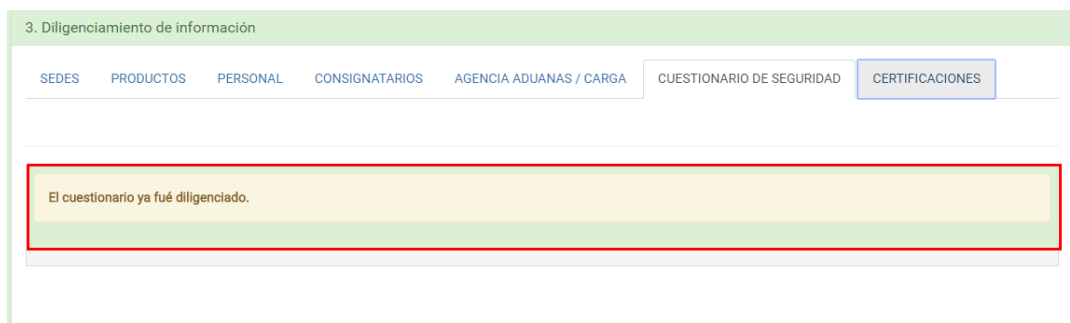 3. Diligenciamiento de información
SEDES PRODUCTOS PERSONAL CONSIGNATARIOS AGENCIA ADUANAS / CARGA CUESTIONARIO DE SEGURIDAD CERTIFICACIONES
El cuestionario ya fué diligenciado.